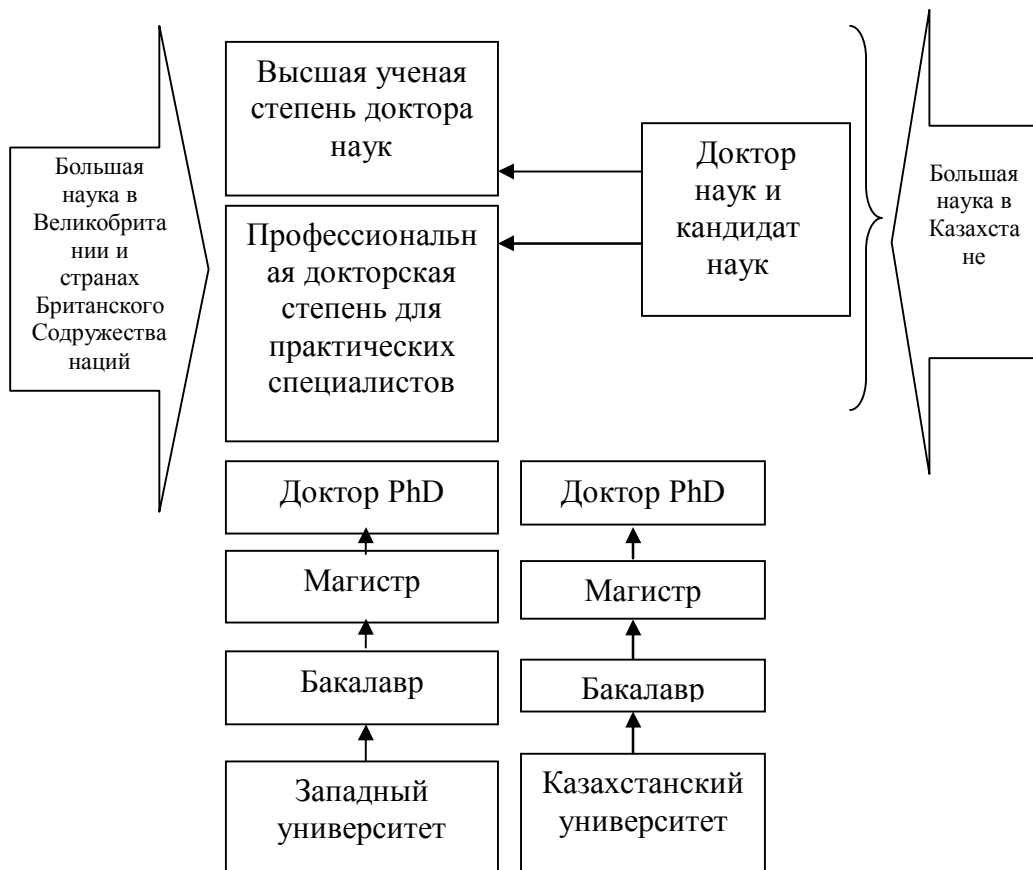 Большая
наука в
Великобрита
нии и
странах
Британского
Содружества
наций
Высшая ученая
степень доктора
наук
Профессиональн
ая докторская
степень для
практических
специалистов
Доктор
наук и
кандидат
наук
Большая
наука в
Казахста
не
Доктор PhD
Доктор PhD
Магистр
Магистр
Бакалавр
Бакалавр
Западный
университет
Казахстанский
университет